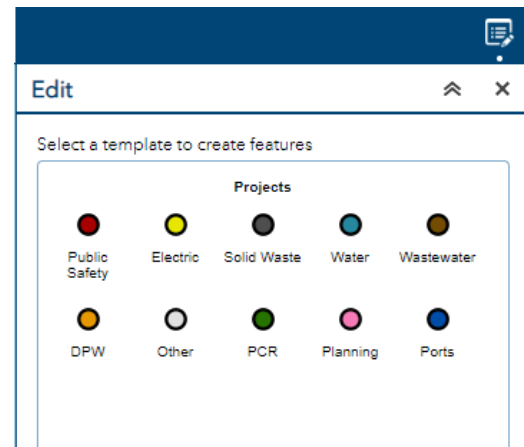 Edit
Select a template to create features
Projects
Public Safety
Electric
Solid Waste
Water
Wastewater
DPW
Other
PCR
Planning
Ports